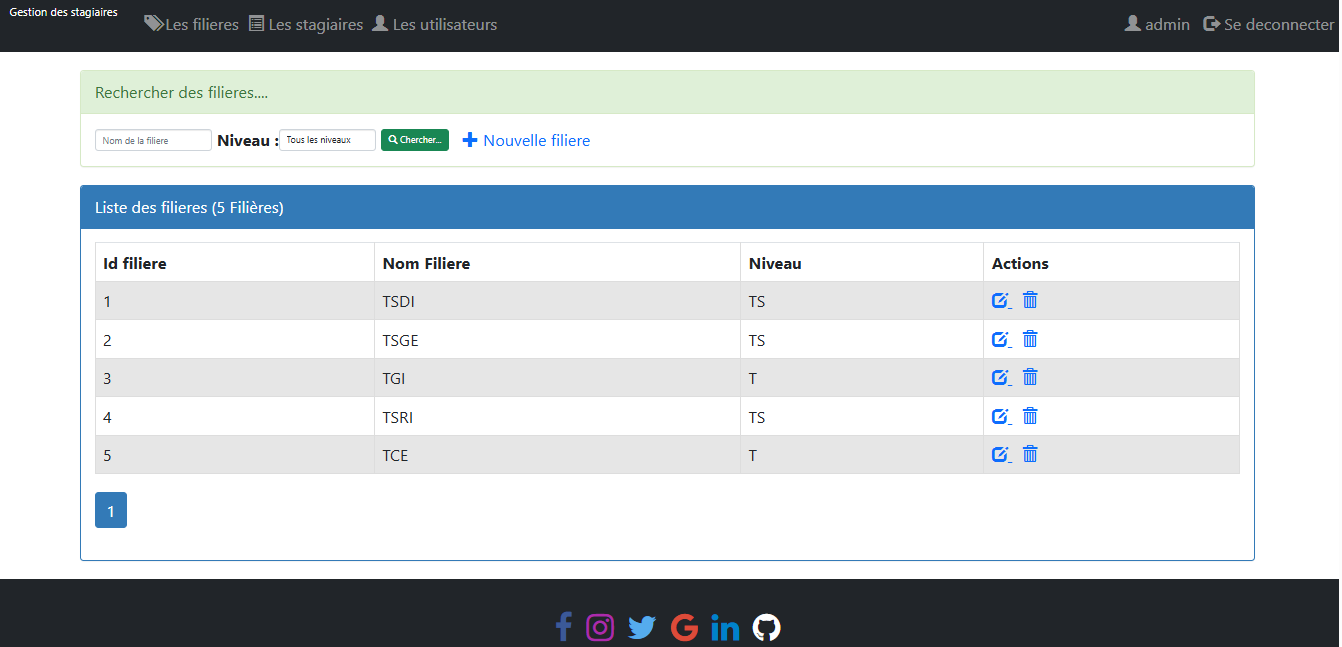 Gestion des stagiaires Les filieres Les stagiaires Les utilisateurs admin Se deconnecter
Rechercher des filieres....
Nom de la filiere Niveau : Tous les niveaux Chercher... Nouvelle filiere
Liste des filieres (5 Filières)
Id filiere Nom Filiere Niveau Actions
1 TSDI TS
2 TSGE TS
3 TGI T
4 TSRI TS
5 TCE T
1